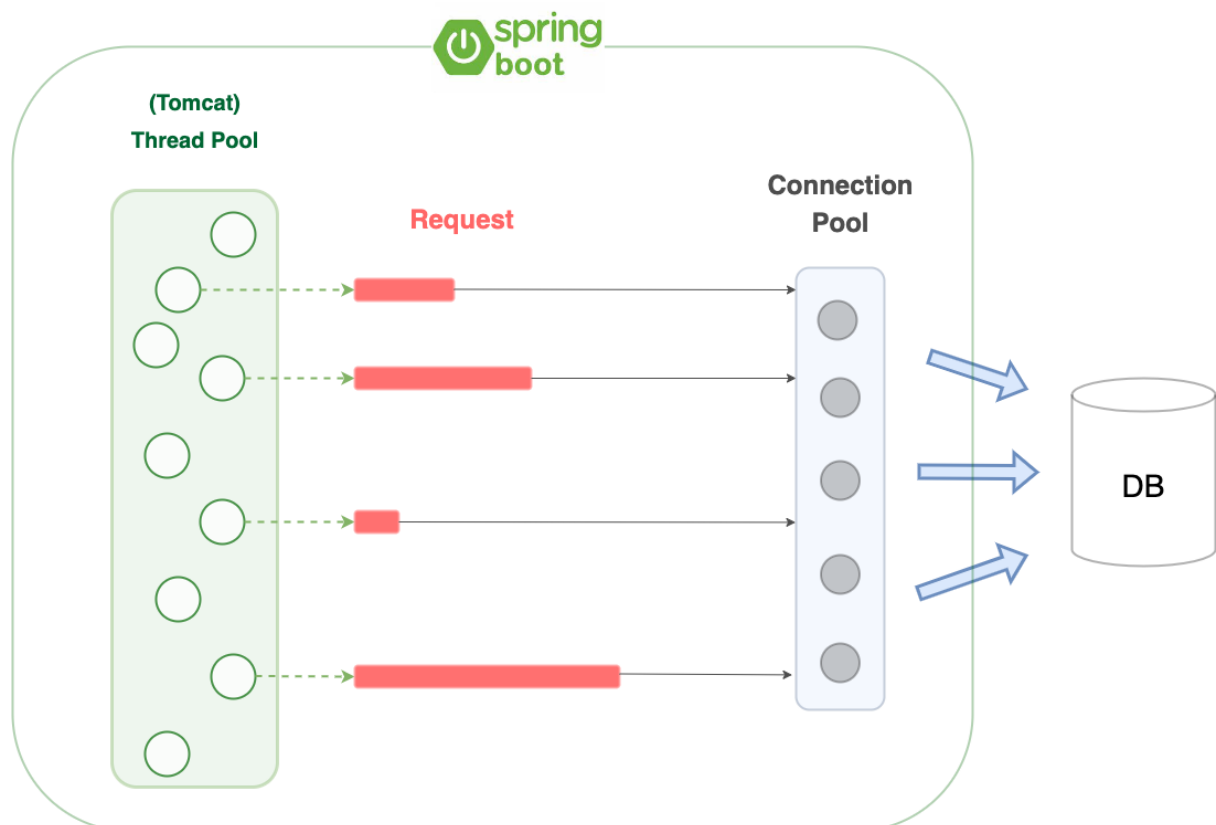 spring
boot
(Tomcat)
Thread Pool
Request
Connection
Pool
DB